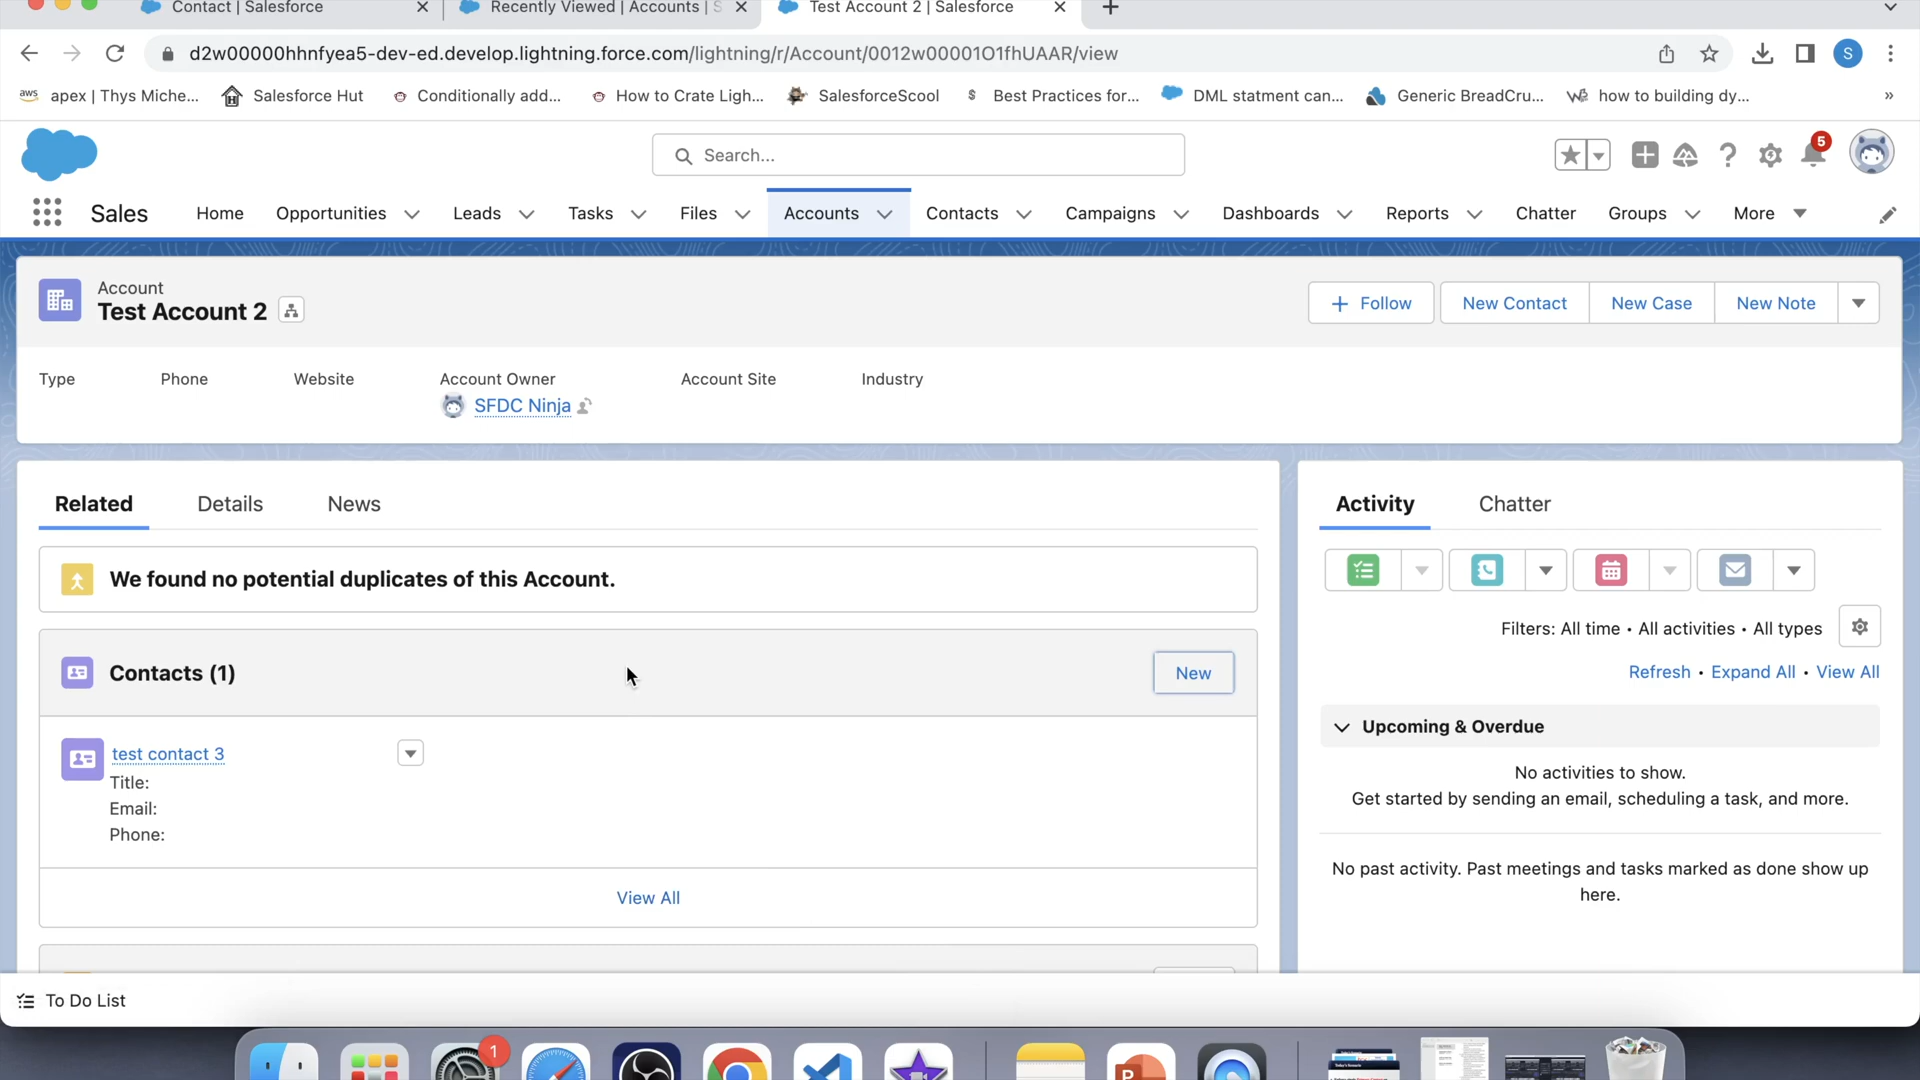 Contact | Salesforce
Recently Viewed | Accounts | S
Test Account 2 | Salesforce
d2w00000hhnfyea5-dev-ed.develop.lightning.force.com/lightning/r/Account/0012w00001O1fhUAAR/view
S
aws apex | Thys Miche...
Salesforce Hut
Conditionally add...
How to Crate Ligh...
SalesforceScool
Best Practices for...
DML statment can...
Generic BreadCru...
how to building dy...
»
Search...
5
Sales
Home
Opportunities
Leads
Tasks
Files
Accounts
Contacts
Campaigns
Dashboards
Reports
Chatter
Groups
More
Account
Test Account 2
+ Follow
New Contact
New Case
New Note
Type
Phone
Website
Account Owner
Account Site
Industry
SFDC Ninja
Related
Details
News
Activity
Chatter
We found no potential duplicates of this Account.
Filters: All time • All activities • All types
Contacts (1)
New
Refresh • Expand All • View All
Upcoming & Overdue
test contact 3
Title:
Email:
Phone:
No activities to show.
Get started by sending an email, scheduling a task, and more.
No past activity. Past meetings and tasks marked as done show up
here.
View All
To Do List
1
P